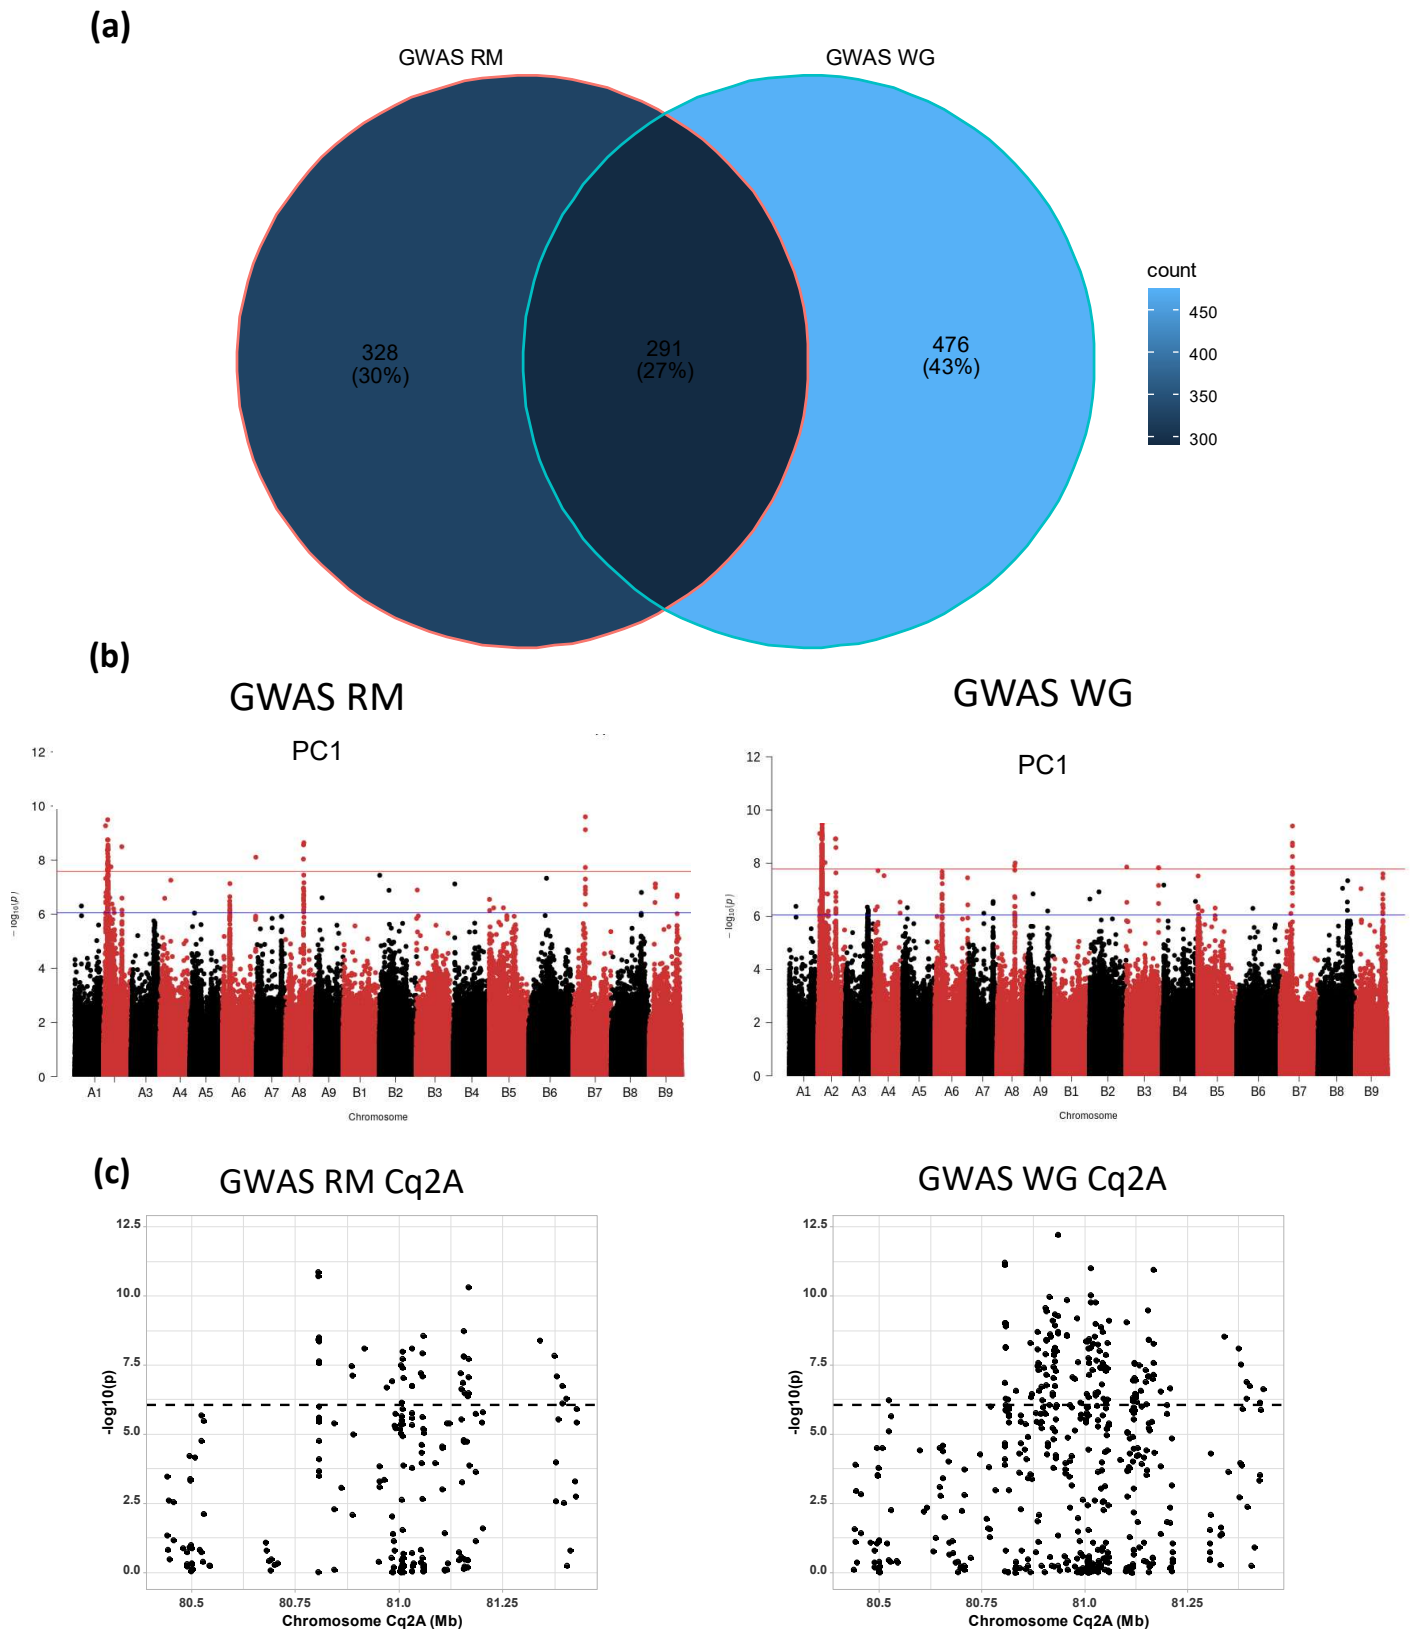 (a)
GWAS RM
GWAS WG
328
(30%)
291
(27%)
476
(43%)
count
450
400
350
300
(b)
GWAS RM
GWAS WG
PC1
12
10
8
6
4
2
0
− log10(p)
A1 A3 A4 A5 A6 A7 A8 A9 B1 B2 B3 B4 B5 B6 B7 B8 B9
Chromosome
PC1
12
10
8
6
4
2
0
− log10(p)
A1 A2 A3 A4 A5 A6 A7 A8 A9 B1 B2 B3 B4 B5 B6 B7 B8 B9
Chromosome
(c)
GWAS RM Cq2A
GWAS WG Cq2A
12.5
10.0
7.5
5.0
2.5
0.0
-log10(p)
80.5 80.75 81.0 81.25
Chromosome Cq2A (Mb)
12.5
10.0
7.5
5.0
2.5
0.0
-log10(p)
80.5 80.75 81.0 81.25
Chromosome Cq2A (Mb)